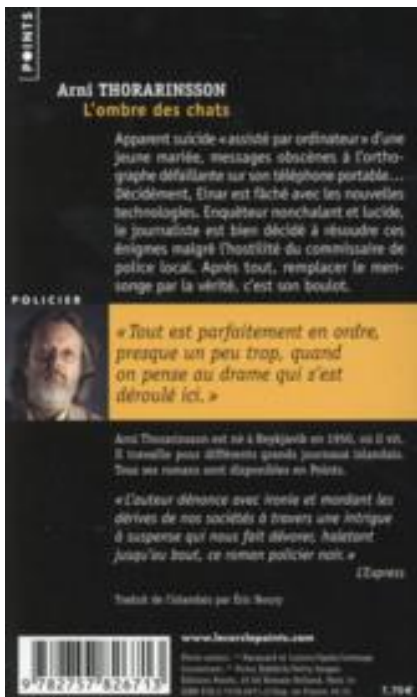 POINTS
Arni THORARINSSON
L'ombre des chats
Apparent suicide « assisté par ordinateur » d'une
jeune mariée, messages obscènes à l'ortho-
graphe défaillante sur son téléphone portable...
Décidément, Einar est fâché avec les nouvelles
technologies. Enquêteur nonchalant et lucide,
le journaliste est bien décidé à résoudre ces
énigmes malgré l'hostilité du commissaire de
police local. Après tout, remplacer le men-
songe par la vérité, c'est son boulot.
POLICIER
« Tout est parfaitement en ordre,
presque un peu trop, quand
on pense au drame qui s'est
déroulé ici. »
Arni Thorarinsson est né à Reykjavik en 1950, où il vit.
Il travaille pour différents grands journaux islandais.
Tous ses romans sont disponibles en Points.
« L'auteur dénonce avec ironie et mordant les
dérives de nos sociétés à travers une intrigue
à suspense qui nous fait dévorer, haletant
jusqu'au bout, ce roman policier noir. »
L'Express
Traduit de l'islandais par Éric Boury
www.lecerclepoints.com
9 782757 826713